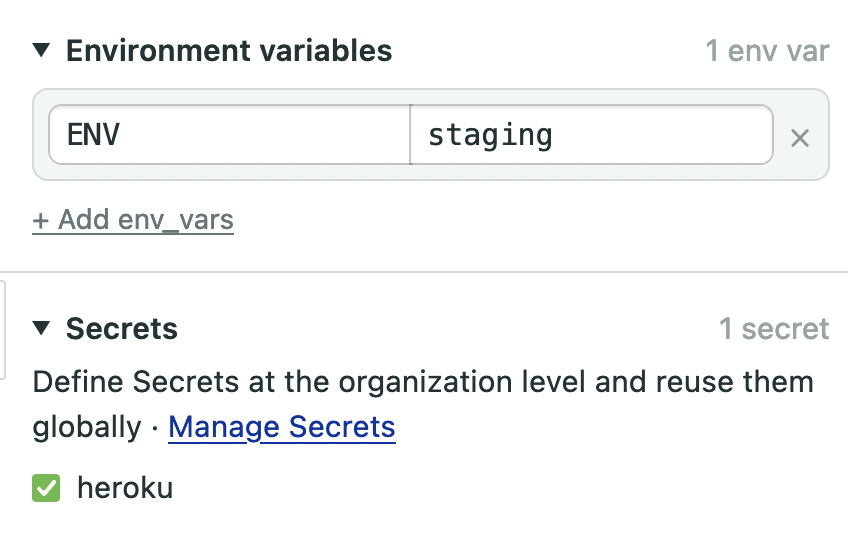 ▼ Environment variables 1 env var
ENV staging ×
+ Add env_vars
▼ Secrets 1 secret
Define Secrets at the organization level and reuse them
globally · Manage Secrets
heroku